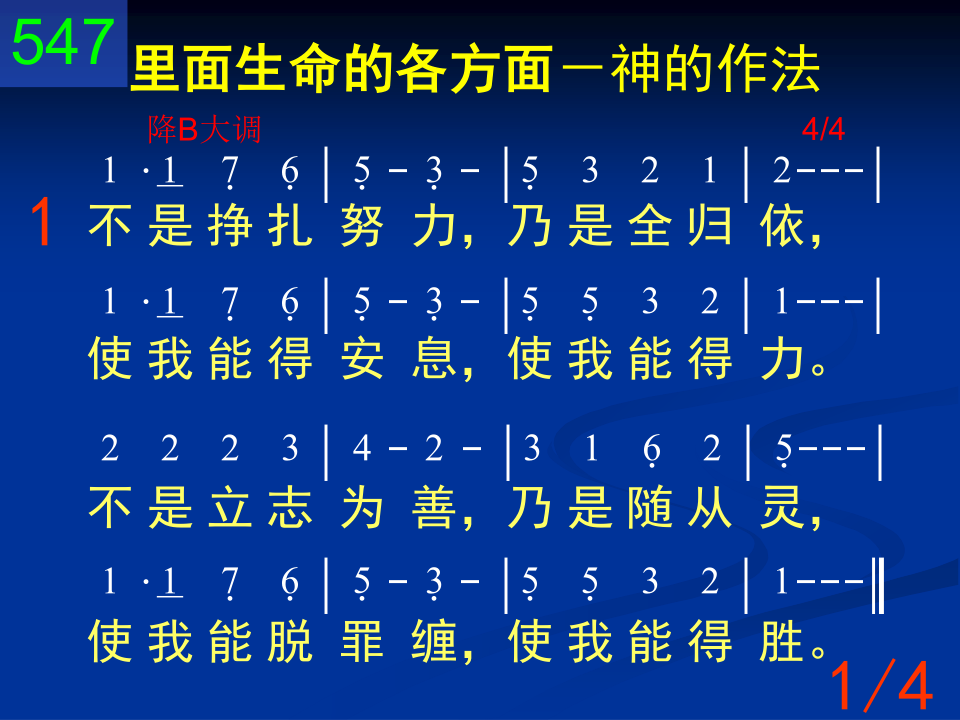 547
里面生命的各方面－神的作法
降B大调 4/4
1 · 1 7̣ 6̣ | 5̣ - 3̣ - | 5̣ 3 2 1 | 2 - - - |
1 不是挣扎努力，乃是全归依，
1 · 1 7̣ 6̣ | 5̣ - 3̣ - | 5̣ 5̣ 3 2 | 1 - - - |
使我能得安息，使我能得力。
2 2 2 3 | 4 - 2 - | 3 1 6̣ 2 | 5̣ - - - |
不是立志为善，乃是随从灵，
1 · 1 7̣ 6̣ | 5̣ - 3̣ - | 5̣ 5̣ 3 2 | 1 - - - ‖
使我能脱罪缠，使我能得胜。
1/4